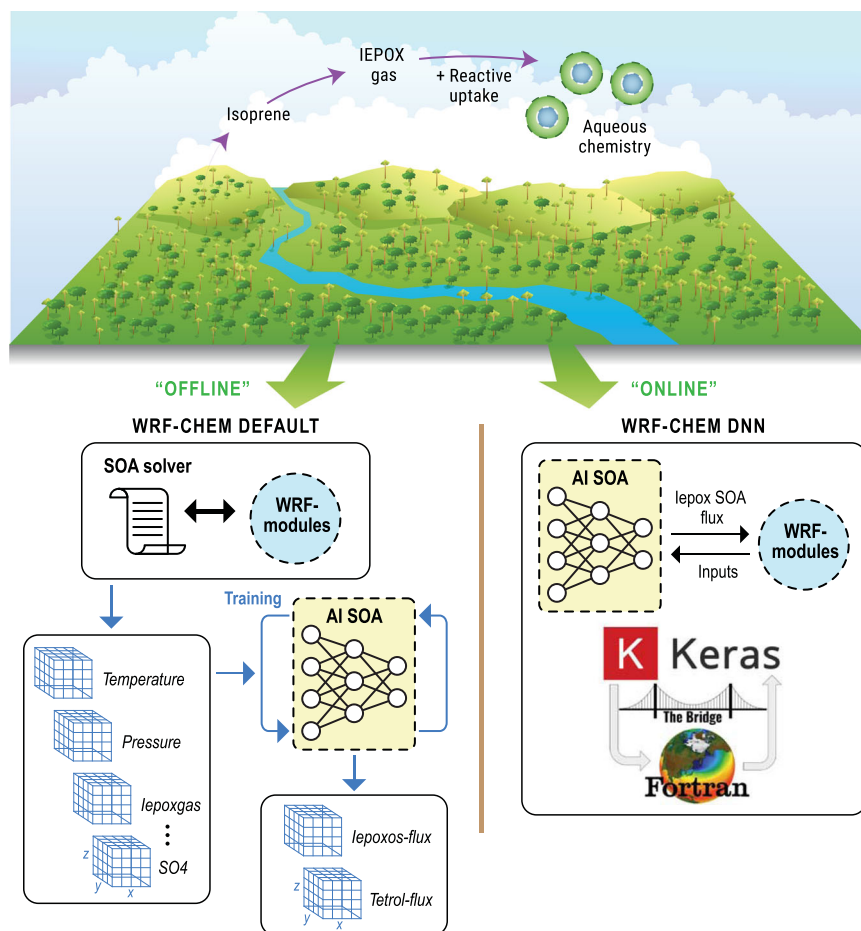 IEPOX
gas
+ Reactive
uptake
Isoprene
Aqueous
chemistry
"OFFLINE"
WRF-CHEM DEFAULT
SOA solver
WRF-
modules
Training
AI SOA
Temperature
Pressure
Iepoxgas
SO4
z
y
x
Iepoxos-flux
Tetrol-flux
z
y
x
"ONLINE"
WRF-CHEM DNN
AI SOA
Iepox SOA
flux
Inputs
WRF-
modules
K Keras
The Bridge
Fortran